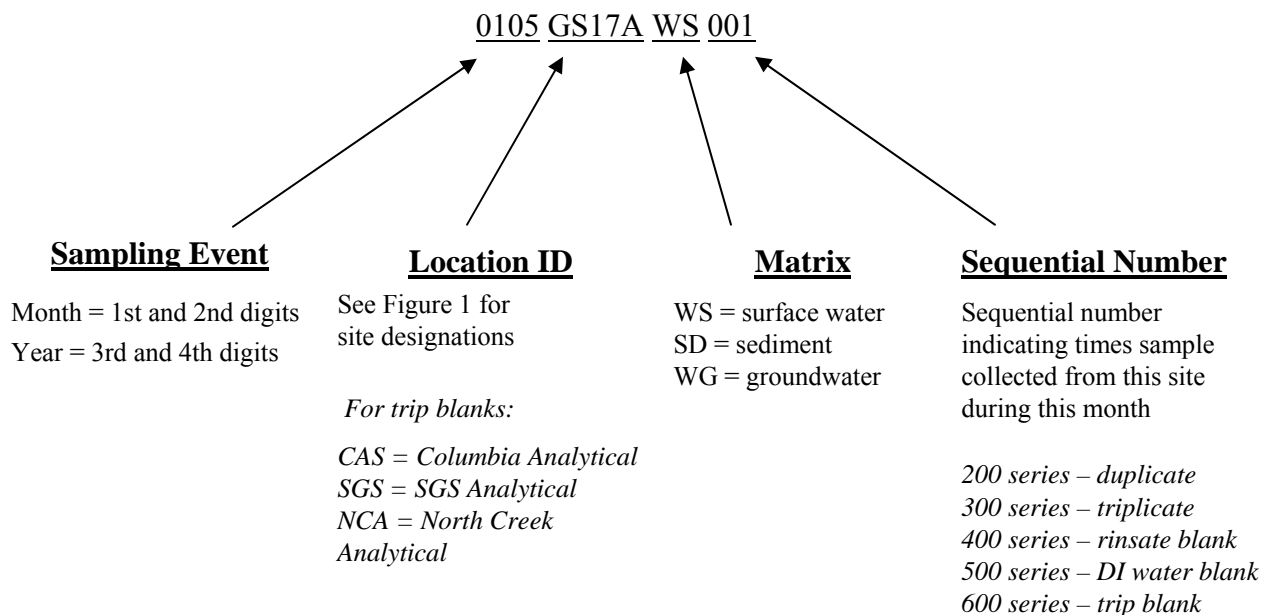 0105 GS17A WS 001
Sampling Event
Month = 1st and 2nd digits
Year = 3rd and 4th digits
Location ID
See Figure 1 for
site designations
For trip blanks:
CAS = Columbia Analytical
SGS = SGS Analytical
NCA = North Creek
Analytical
Matrix
WS = surface water
SD = sediment
WG = groundwater
Sequential Number
Sequential number
indicating times sample
collected from this site
during this month
200 series – duplicate
300 series – triplicate
400 series – rinsate blank
500 series – DI water blank
600 series – trip blank